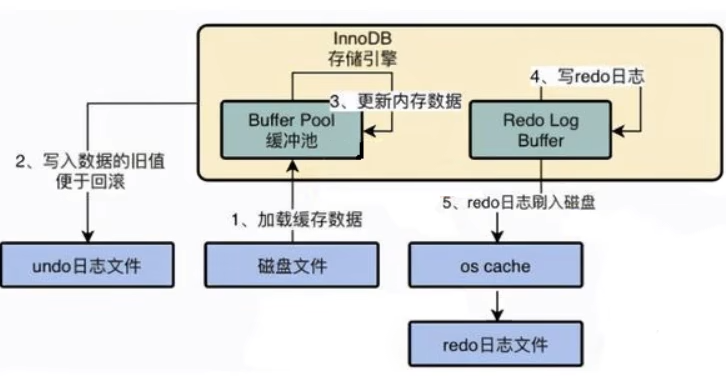 InnoDB
存储引擎
4、写redo日志
3、更新内存数据
Buffer Pool
缓冲池
Redo Log
Buffer
2、写入数据的旧值
便于回滚
1、加载缓存数据
5、redo日志刷入磁盘
undo日志文件
磁盘文件
os cache
redo日志文件